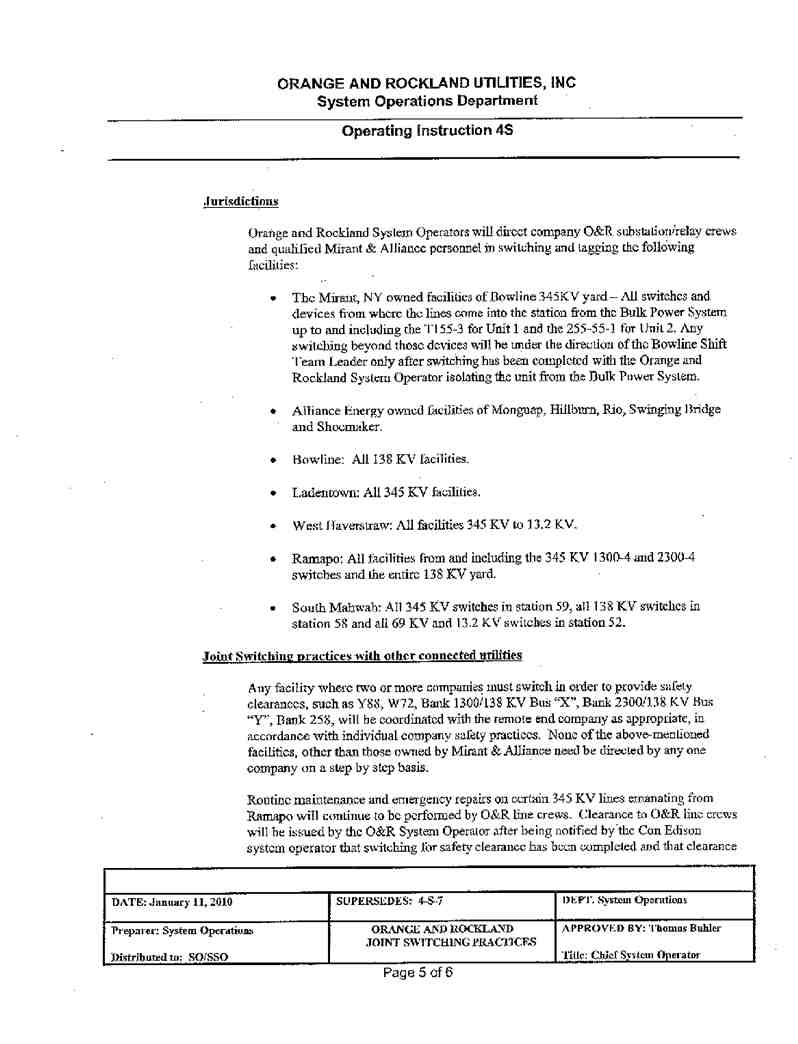 ORANGE AND ROCKLAND UTILITIES, INC
System Operations Department
Operating Instruction 4S
Jurisdictions
Orange and Rockland System Operators will direct company O&R substation/relay crews
and qualified Mirant & Alliance personnel in switching and tagging the following
facilities:
• The Mirant, NY owned facilities of Bowline 345KV yard – All switches and
devices from where the lines come into the station from the Bulk Power System
up to and including the T155-3 for Unit 1 and the 255-55-1 for Unit 2. Any
switching beyond those devices will be under the direction of the Bowline Shift
Team Leader only after switching has been completed with the Orange and
Rockland System Operator isolating the unit from the Bulk Power System.
• Alliance Energy owned facilities of Mongaup, Hillburn, Rio, Swinging Bridge
and Shoemaker.
• Bowline: All 138 KV facilities.
• Ladentown: All 345 KV facilities.
• West Haverstraw: All facilities 345 KV to 13.2 KV.
• Ramapo: All facilities from and including the 345 KV 1300-4 and 2300-4
switches and the entire 138 KV yard.
• South Mahwah: All 345 KV switches in station 59, all 138 KV switches in
station 58 and all 69 KV and 13.2 KV switches in station 52.
Joint Switching practices with other connected utilities
Any facility where two or more companies must switch in order to provide safety
clearances, such as Y88, W72, Bank 1300/138 KV Bus “X”, Bank 2300/138 KV Bus
“Y”, Bank 258, will be coordinated with the remote end company as appropriate, in
accordance with individual company safety practices. None of the above-mentioned
facilities, other than those owned by Mirant & Alliance need be directed by any one
company on a step by step basis.
Routine maintenance and emergency repairs on certain 345 KV lines emanating from
Ramapo will continue to be performed by O&R line crews. Clearance to O&R line crews
will be issued by the O&R System Operator after being notified by the Con Edison
system operator that switching for safety clearance has been completed and that clearance
DATE: January 11, 2010 SUPERSEDES: 4-S-7 DEPT. System Operations
Preparer: System Operations ORANGE AND ROCKLAND APPROVED BY: Thomas Buhler
JOINT SWITCHING PRACTICES
Distributed to: SO/SSO Title: Chief System Operator
Page 5 of 6